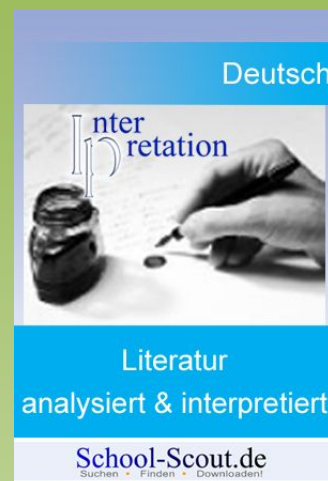 Deutsch
Inter
pretation
Literatur
analysiert & interpretiert
School-Scout.de
Suchen • Finden • Downloaden!